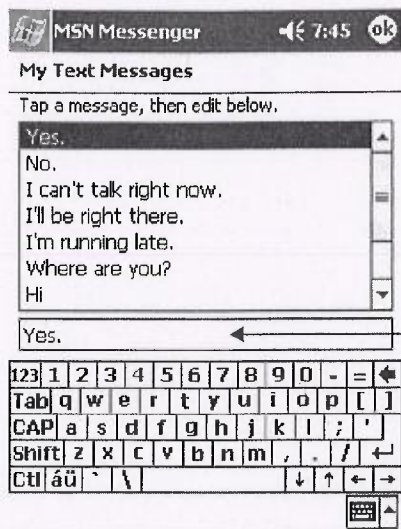 MSN Messenger 7:45 ok
My Text Messages
Tap a message, then edit below.
Yes.
No.
I can't talk right now.
I'll be right there.
I'm running late.
Where are you?
Hi
Yes.
123 1 2 3 4 5 6 7 8 9 0 - =
Tab q w e r t y u i o p [ ]
CAP a s d f g h j k l ; '
Shift z x c v b n m , . /
Ctl áü ` \